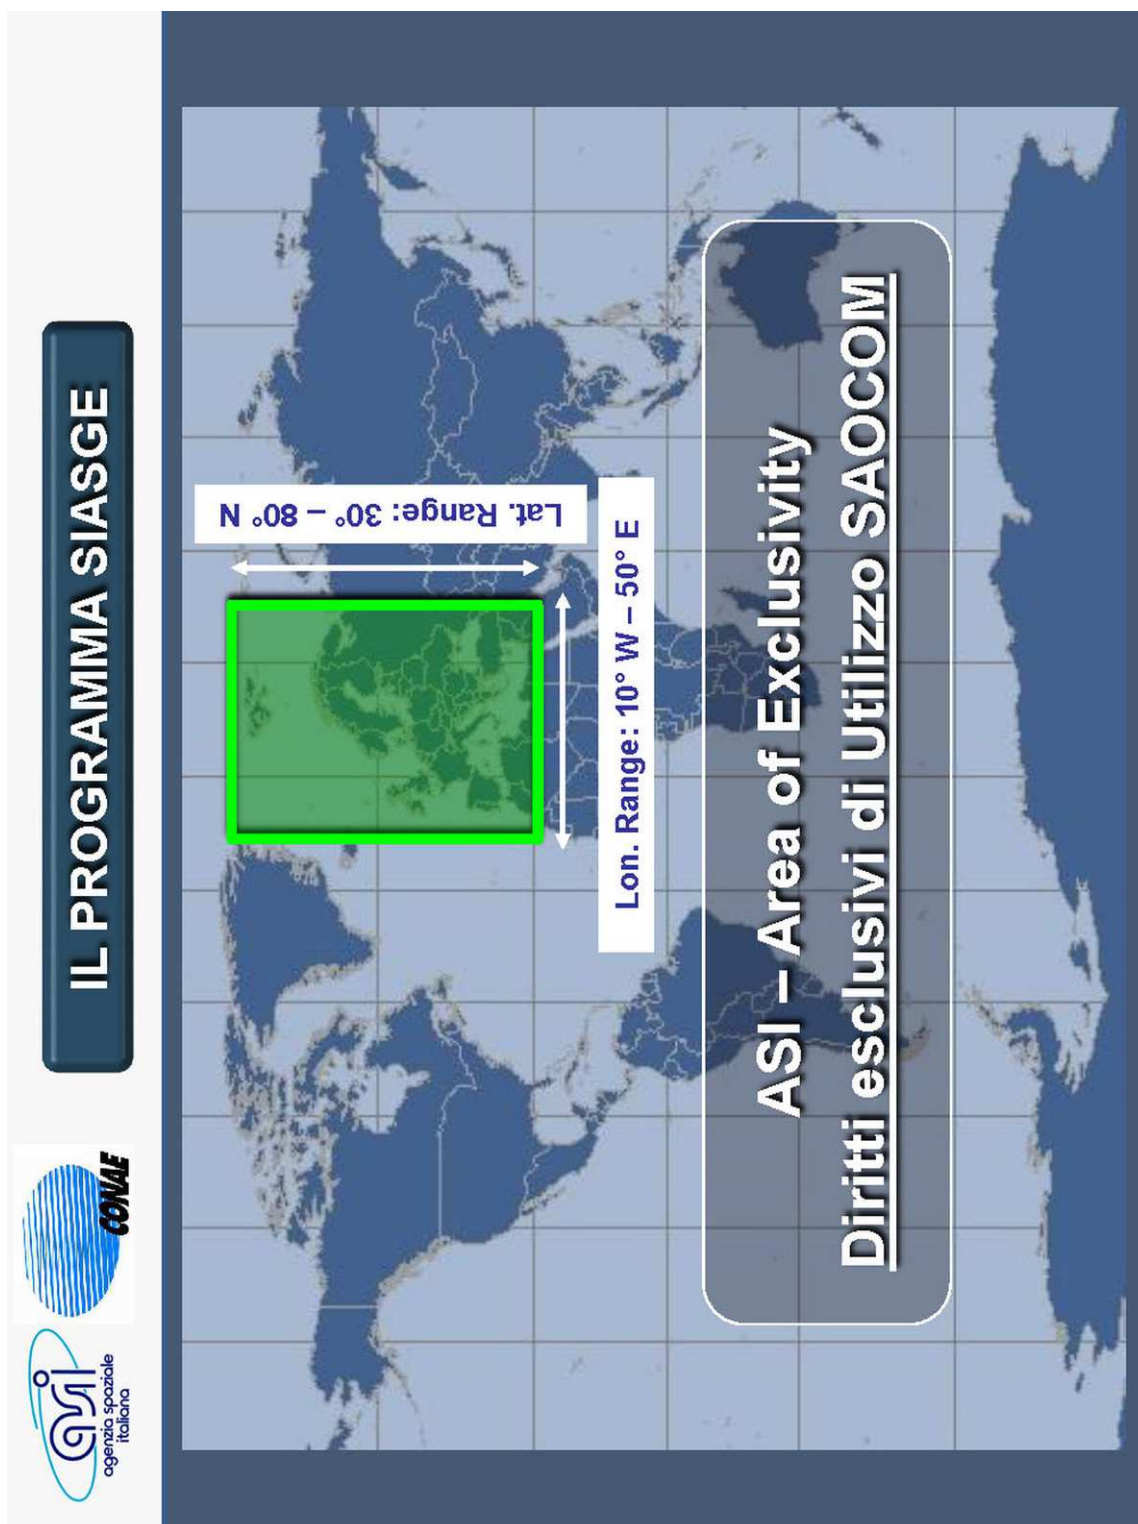 asi
agenzia spaziale
italiana
CONAE
IL PROGRAMMA SIASGE
Lat. Range: 30° – 80° N
Lon. Range: 10° W – 50° E
ASI – Area of Exclusivity
Diritti esclusivi di Utilizzo SAOCOM